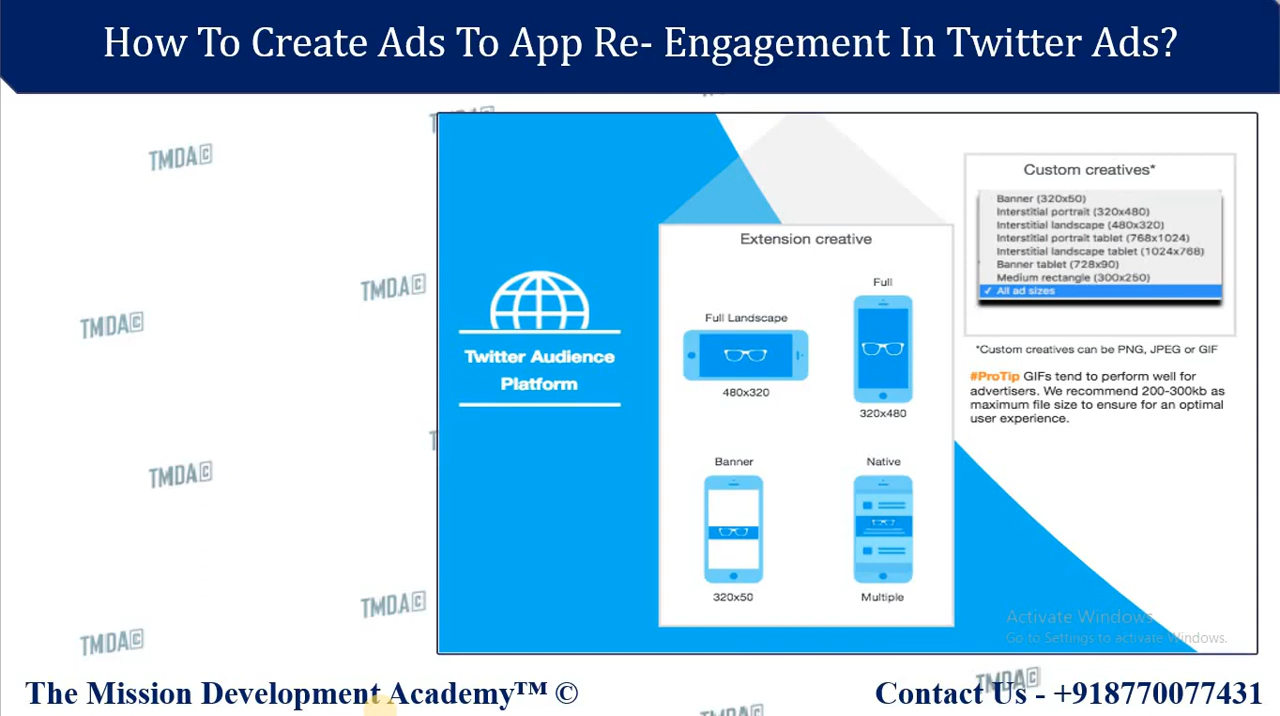 How To Create Ads To App Re- Engagement In Twitter Ads?
TMDA©
TMDA©
TMDA©
TMDA©
TMDA©
TMDA©
TMDA©
Twitter Audience
Platform
Extension creative
Full Landscape
480x320
Full
320x480
Banner
320x50
Native
Multiple
Custom creatives*
Banner (320x50)
Interstitial portrait (320x480)
Interstitial landscape (480x320)
Interstitial portrait tablet (768x1024)
Interstitial landscape tablet (1024x768)
Banner tablet (728x90)
Medium rectangle (300x250)
✓ All ad sizes
*Custom creatives can be PNG, JPEG or GIF
#ProTip GIFs tend to perform well for
advertisers. We recommend 200-300kb as
maximum file size to ensure for an optimal
user experience.
Activate Windows
Go to Settings to activate Windows.
The Mission Development Academy™ ©
Contact Us - +918770077431
TMDA©